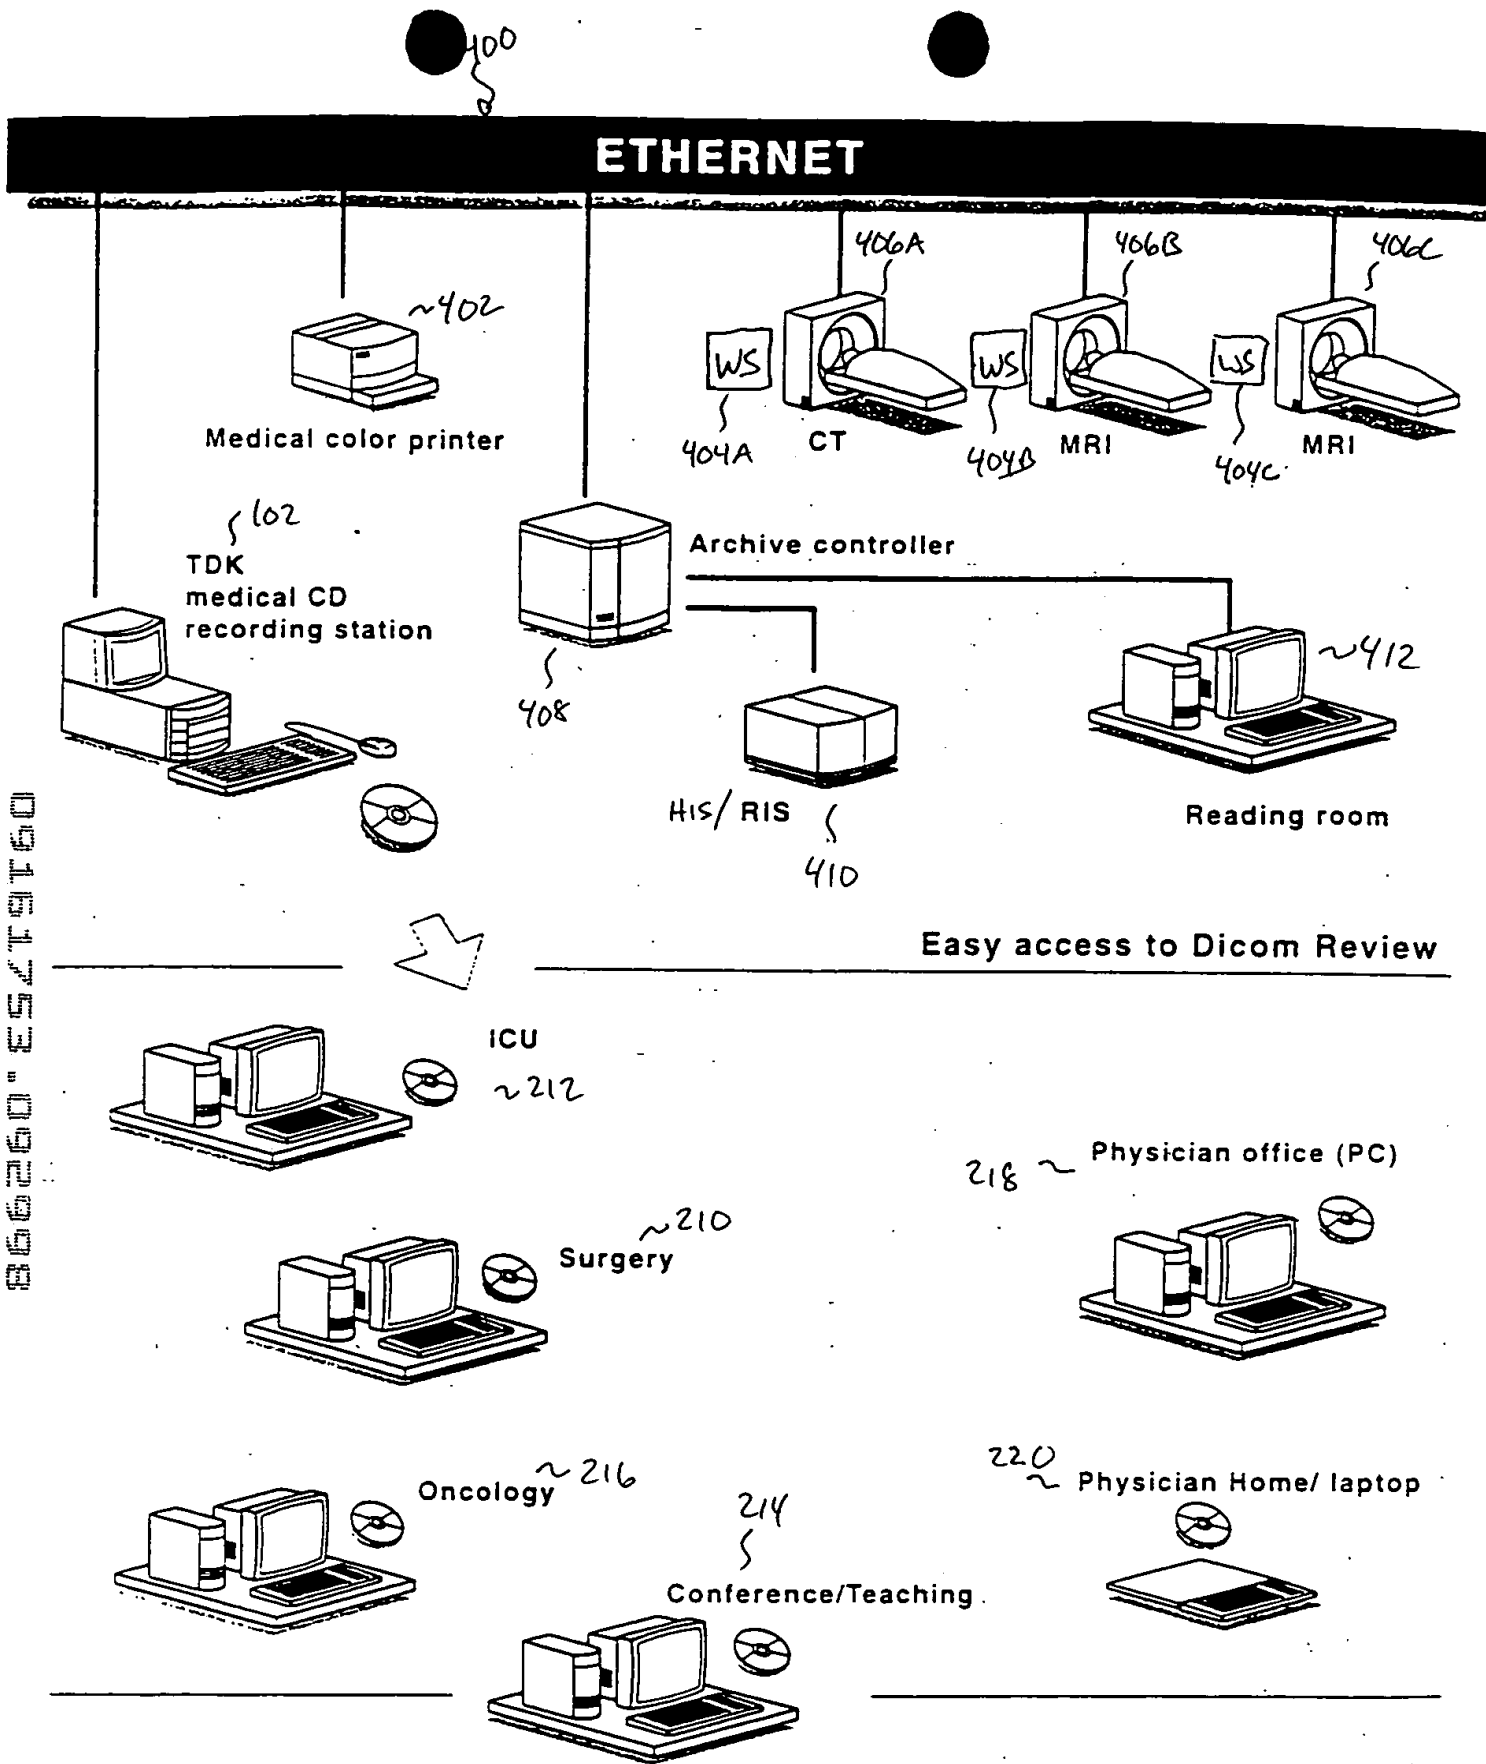 400
ETHERNET
406A
406B
406C
~402
WS
WS
WS
Medical color printer
404A
CT
404B
MRI
404C
MRI
102
TDK
medical CD
recording station
Archive controller
408
~412
HIS/ RIS
410
Reading room
Easy access to Dicom Review
09161753.092998
ICU
~212
218 ~ Physician office (PC)
~210
Surgery
Oncology ~216
220 ~ Physician Home/ laptop
214
Conference/Teaching